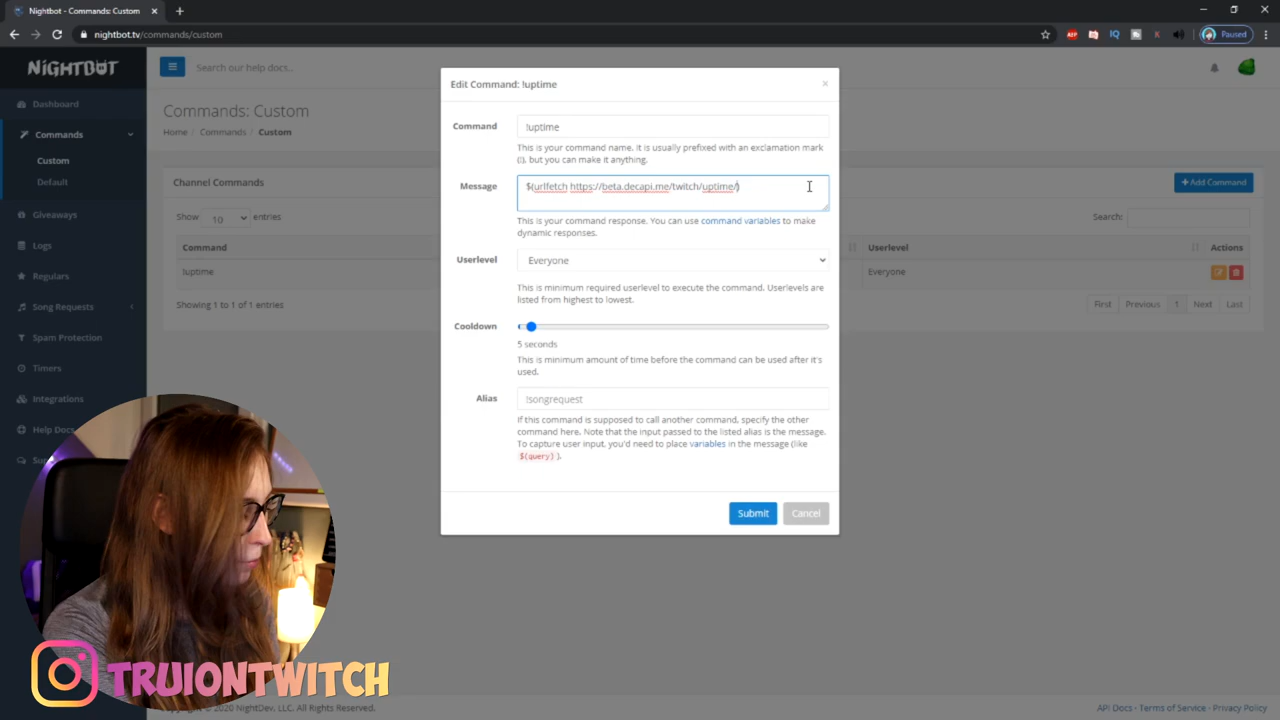 Nightbot - Commands: Custom
nightbot.tv/commands/custom
Paused
NIGHTBOT
Search our help docs...
Dashboard
Commands
Custom
Default
Giveaways
Logs
Regulars
Song Requests
Spam Protection
Timers
Integrations
Help Docs
Commands: Custom
Home / Commands / Custom
Channel Commands
+ Add Command
Show 10 entries
Search:
Command
Userlevel
Actions
!uptime
Everyone
Showing 1 to 1 of 1 entries
First Previous 1 Next Last
Edit Command: !uptime
×
Command
!uptime
This is your command name. It is usually prefixed with an exclamation mark
(!), but you can make it anything.
Message
$(urlfetch https://beta.decapi.me/twitch/uptime/)
This is your command response. You can use command variables to make
dynamic responses.
Userlevel
Everyone
This is minimum required userlevel to execute the command. Userlevels are
listed from highest to lowest.
Cooldown
5 seconds
This is minimum amount of time before the command can be used after it's
used.
Alias
!songrequest
If this command is supposed to call another command, specify the other
command here. Note that the input passed to the listed alias is the message.
To capture user input, you'd need to place variables in the message (like
$(query) ).
Submit
Cancel
TRUIONTWITCH
© 2020 NightDev, LLC. All Rights Reserved.
API Docs - Terms of Service - Privacy Policy